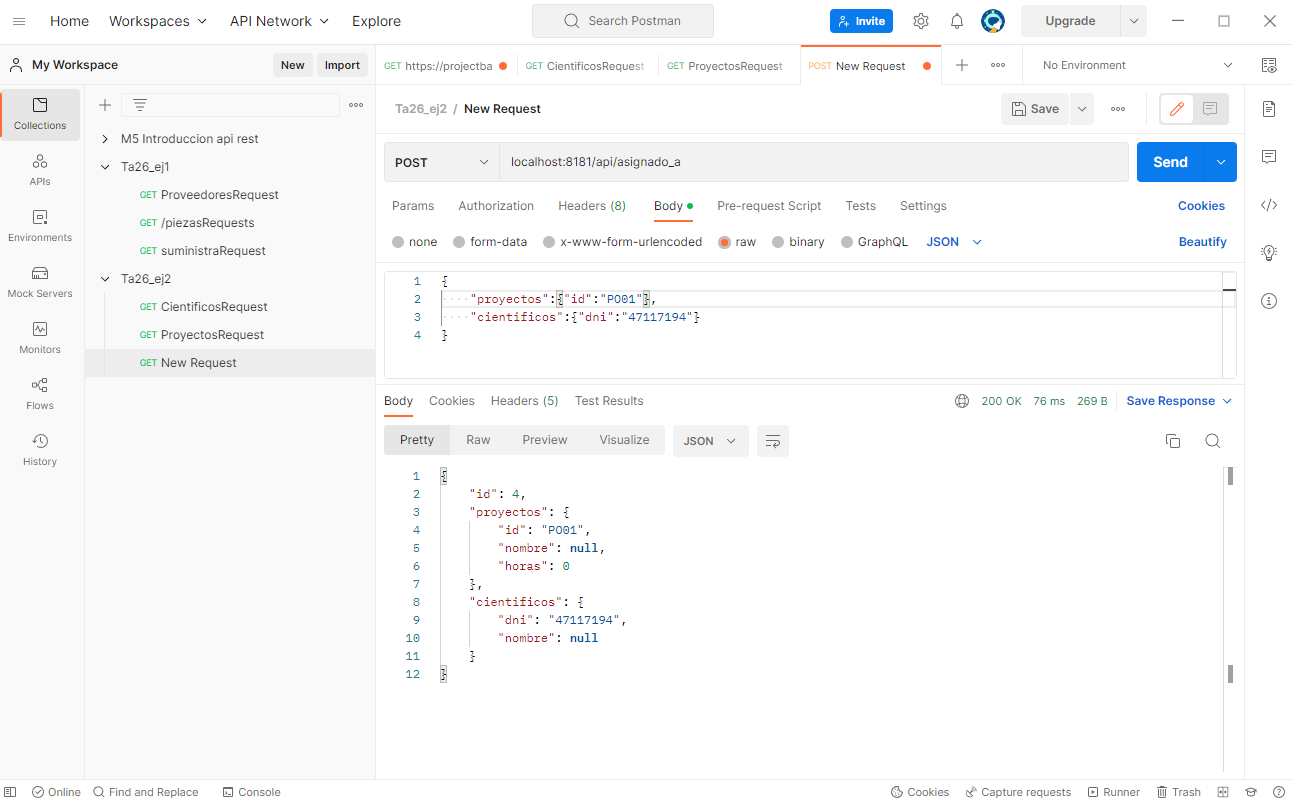 Home Workspaces API Network Explore Search Postman Invite Upgrade
My Workspace New Import GET https://projectba GET CientificosRequest GET ProyectosRequest POST New Request No Environment
Collections
APIs
Environments
Mock Servers
Monitors
Flows
History
M5 Introduccion api rest
Ta26_ej1
GET ProveedoresRequest
GET /piezasRequests
GET suministraRequest
Ta26_ej2
GET CientificosRequest
GET ProyectosRequest
GET New Request
Ta26_ej2 / New Request Save
POST localhost:8181/api/asignado_a Send
Params Authorization Headers (8) Body Pre-request Script Tests Settings Cookies
none form-data x-www-form-urlencoded raw binary GraphQL JSON Beautify
1 {
2 "proyectos":{"id":"PO01"},
3 "cientificos":{"dni":"47117194"}
4 }
Body Cookies Headers (5) Test Results 200 OK 76 ms 269 B Save Response
Pretty Raw Preview Visualize JSON
1 {
2 "id": 4,
3 "proyectos": {
4 "id": "PO01",
5 "nombre": null,
6 "horas": 0
7 },
8 "cientificos": {
9 "dni": "47117194",
10 "nombre": null
11 }
12 }
Online Find and Replace Console Cookies Capture requests Runner Trash